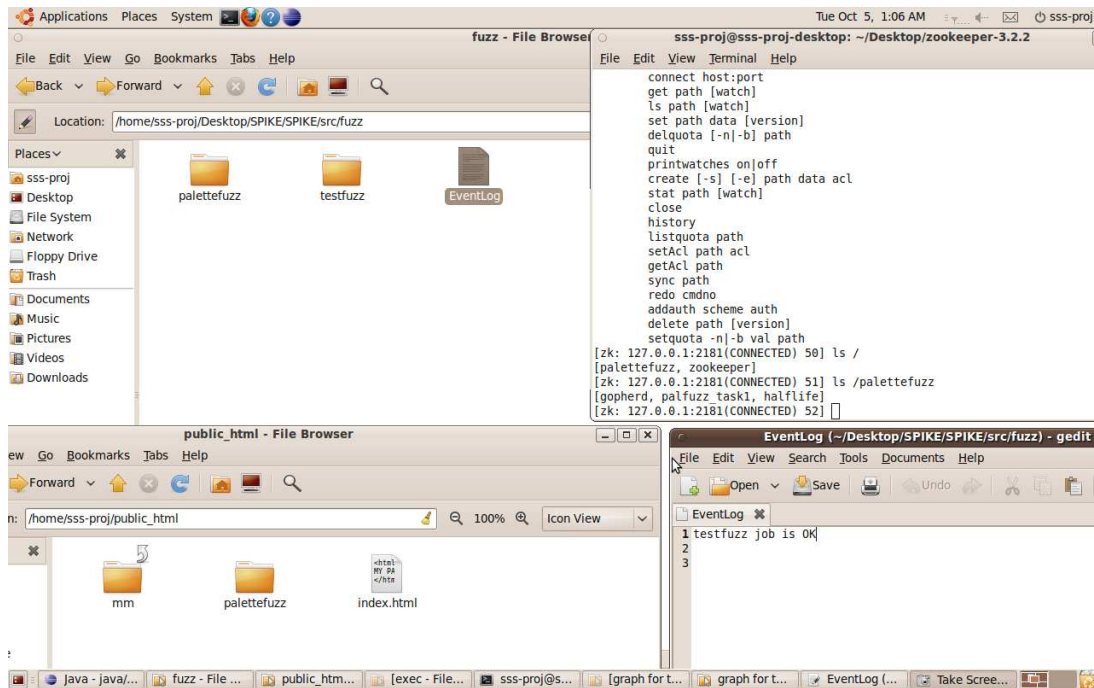 Applications Places System Tue Oct 5, 1:06 AM sss-proj
fuzz - File Browser
File Edit View Go Bookmarks Tabs Help
Back Forward
Location: /home/sss-proj/Desktop/SPIKE/SPIKE/src/fuzz
Places
sss-proj
Desktop
File System
Network
Floppy Drive
Trash
Documents
Music
Pictures
Videos
Downloads
palettefuzz testfuzz EventLog
sss-proj@sss-proj-desktop: ~/Desktop/zookeeper-3.2.2
File Edit View Terminal Help
connect host:port
get path [watch]
ls path [watch]
set path data [version]
delquota [-n|-b] path
quit
printwatches on|off
create [-s] [-e] path data acl
stat path [watch]
close
history
listquota path
setAcl path acl
getAcl path
sync path
redo cmdno
addauth scheme auth
delete path [version]
setquota -n|-b val path
[zk: 127.0.0.1:2181(CONNECTED) 50] ls /
[palettefuzz, zookeeper]
[zk: 127.0.0.1:2181(CONNECTED) 51] ls /palettefuzz
[gopherd, palfuzz_task1, halflife]
[zk: 127.0.0.1:2181(CONNECTED) 52]
public_html - File Browser
ew Go Bookmarks Tabs Help
Forward
n: /home/sss-proj/public_html 100% Icon View
<html
MY PA
</htm
mm palettefuzz index.html
EventLog (~/Desktop/SPIKE/SPIKE/src/fuzz) - gedit
File Edit View Search Tools Documents Help
Open Save Undo
EventLog
1 testfuzz job is OK
2
3
Java - java/... fuzz - File ... public_htm... [exec - File... sss-proj@s... [graph for t... graph for t... EventLog (... Take Scree...